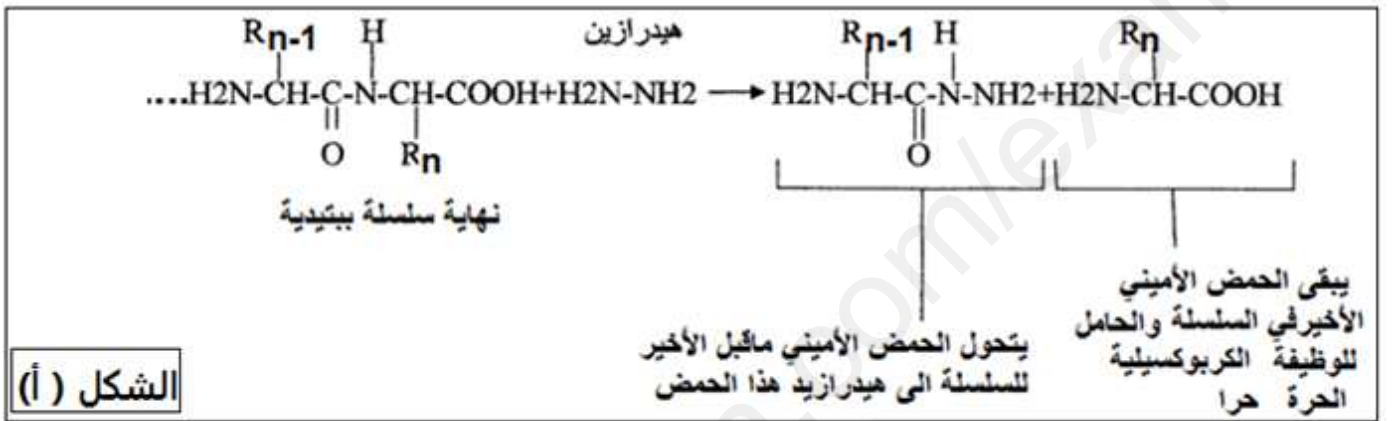 Rn-1 H هيدرازين Rn-1 H Rn
....H2N-CH-C-N-CH-COOH+H2N-NH2 → H2N-CH-C-N-NH2+H2N-CH-COOH
O Rn O
نهاية سلسلة ببتيدية
يبقى الحمض الأميني
الأخيرفي السلسلة والحامل
للوظيفة الكربوكسيلية
الحرة حرا
يتحول الحمض الأميني ماقبل الأخير
للسلسلة الى هيدرازيد هذا الحمض
الشكل ( أ)